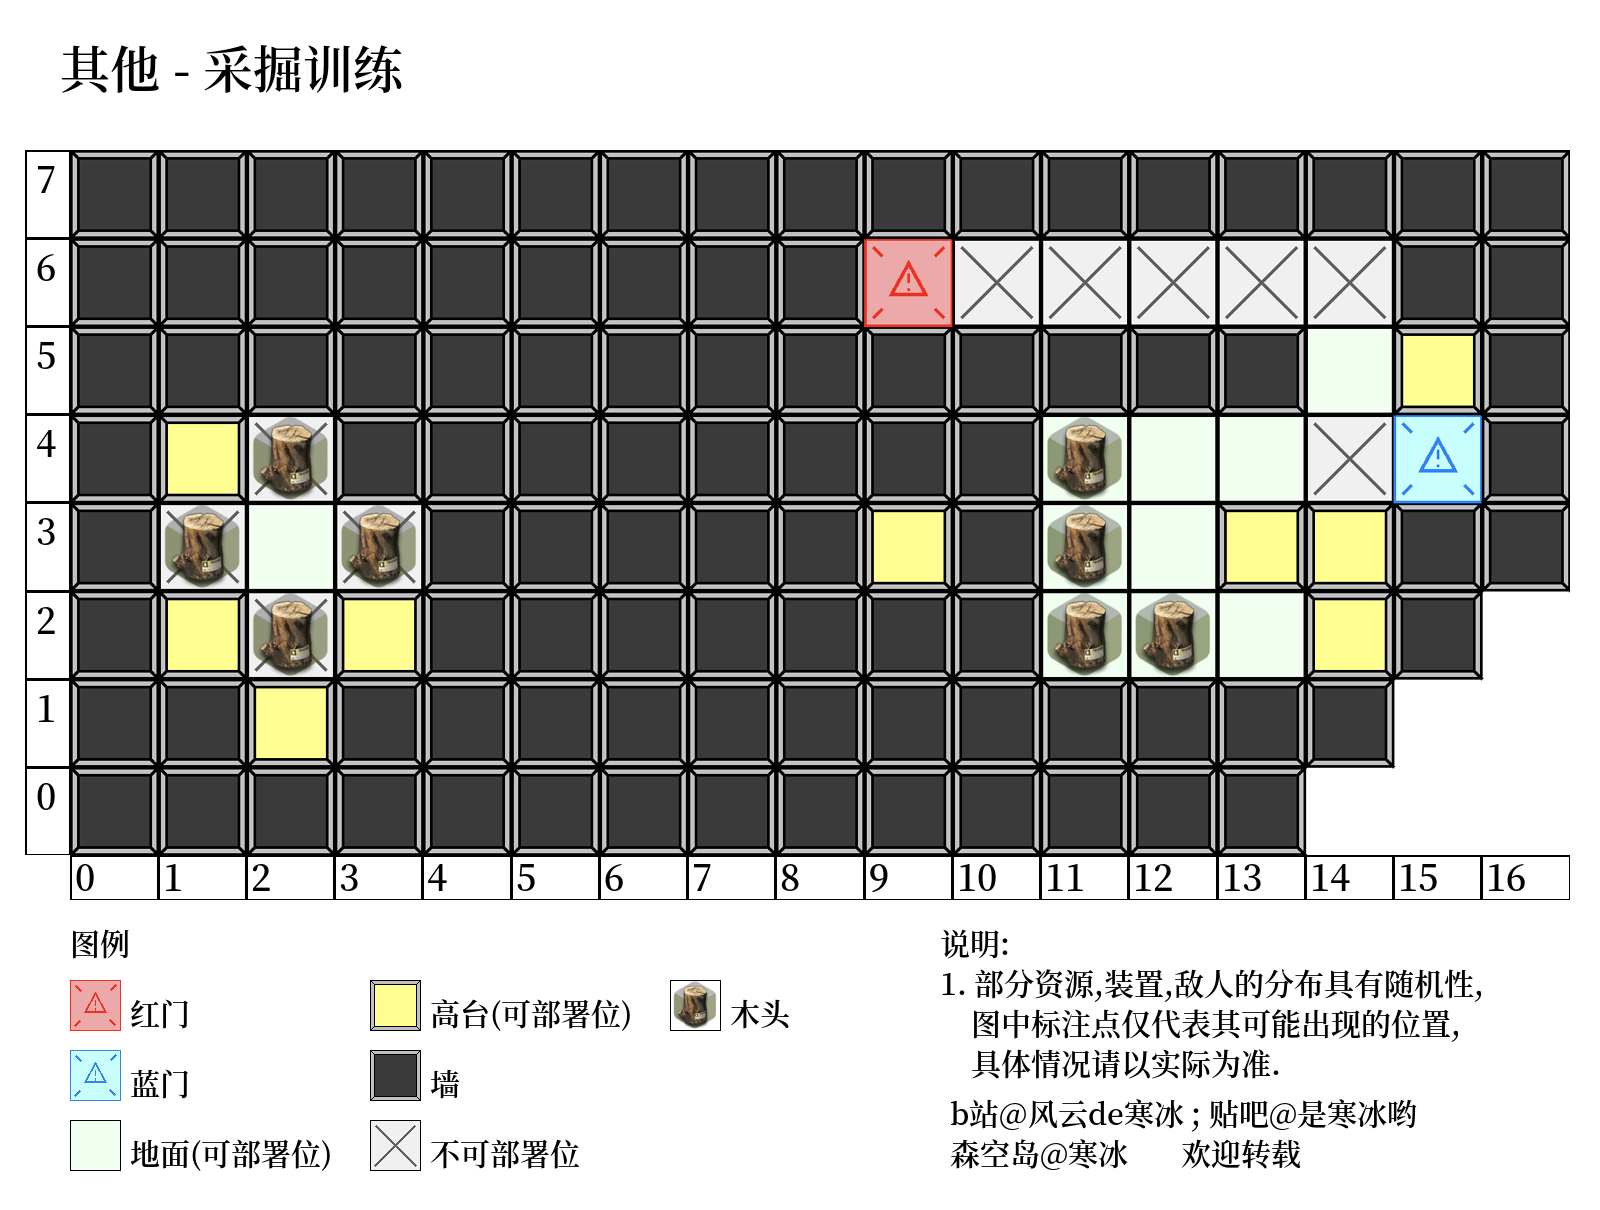 其他 - 采掘训练
7
6
5
4
3
2
1
0
0 1 2 3 4 5 6 7 8 9 10 11 12 13 14 15 16
图例
红门
高台(可部署位)
木头
蓝门
墙
地面(可部署位)
不可部署位
说明:
1. 部分资源,装置,敌人的分布具有随机性,
图中标注点仅代表其可能出现的位置,
具体情况请以实际为准.
b站@风云de寒冰 ; 贴吧@是寒冰哟
森空岛@寒冰 欢迎转载